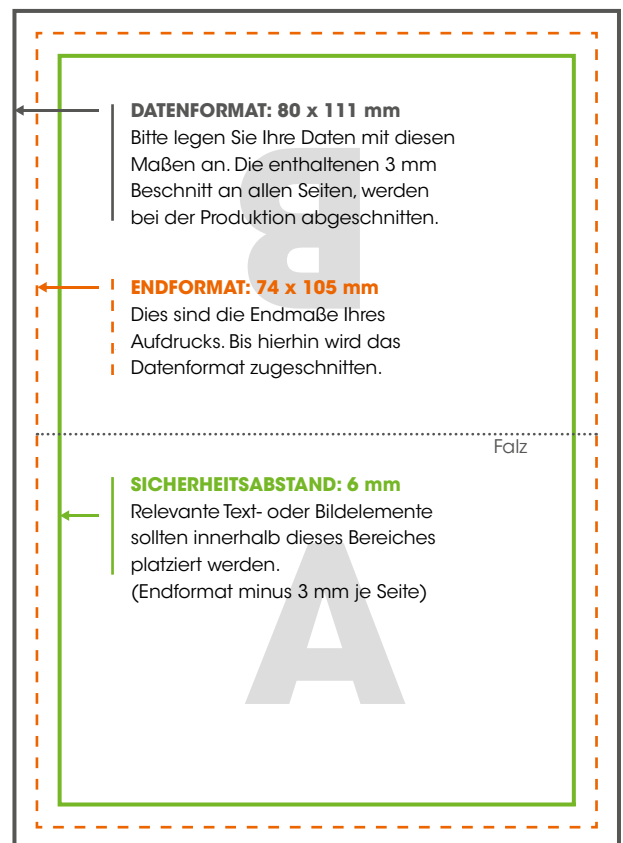 DATENFORMAT: 80 x 111 mm
Bitte legen Sie Ihre Daten mit diesen
Maßen an. Die enthaltenen 3 mm
Beschnitt an allen Seiten, werden
bei der Produktion abgeschnitten.
B
ENDFORMAT: 74 x 105 mm
Dies sind die Endmaße Ihres
Aufdrucks. Bis hierhin wird das
Datenformat zugeschnitten.
Falz
SICHERHEITSABSTAND: 6 mm
Relevante Text- oder Bildelemente
sollten innerhalb dieses Bereiches
platziert werden.
(Endformat minus 3 mm je Seite)
A